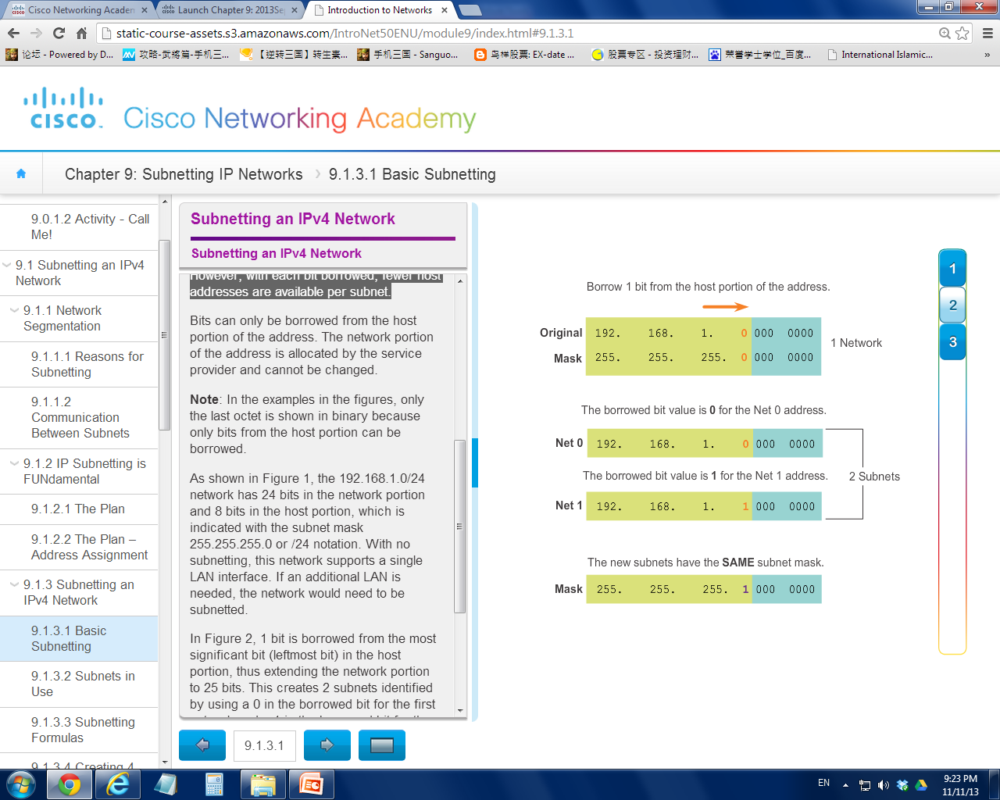 Cisco Networking Academ
Launch Chapter 9: 2013Se
Introduction to Networks
static-course-assets.s3.amazonaws.com/IntroNet50ENU/module9/index.html#9.1.3.1
论坛 - Powered by D...
攻略-武将篇-手机三...
【逆转三国】转生素...
手机三国 - Sanguo...
鸟样股票: EX-date ...
股票专区 - 投资理财...
荣誉学士学位_百度...
International Islamic...
»
CISCO. Cisco Networking Academy
Chapter 9: Subnetting IP Networks
9.1.3.1 Basic Subnetting
9.0.1.2 Activity - Call
Me!
9.1 Subnetting an IPv4
Network
9.1.1 Network
Segmentation
9.1.1.1 Reasons for
Subnetting
9.1.1.2
Communication
Between Subnets
9.1.2 IP Subnetting is
FUNdamental
9.1.2.1 The Plan
9.1.2.2 The Plan –
Address Assignment
9.1.3 Subnetting an
IPv4 Network
9.1.3.1 Basic
Subnetting
9.1.3.2 Subnets in
Use
9.1.3.3 Subnetting
Formulas
9.1.3.4 Creating 4
Subnetting an IPv4 Network
Subnetting an IPv4 Network
However, with each bit borrowed, fewer host
addresses are available per subnet.
Bits can only be borrowed from the host
portion of the address. The network portion
of the address is allocated by the service
provider and cannot be changed.
Note: In the examples in the figures, only
the last octet is shown in binary because
only bits from the host portion can be
borrowed.
As shown in Figure 1, the 192.168.1.0/24
network has 24 bits in the network portion
and 8 bits in the host portion, which is
indicated with the subnet mask
255.255.255.0 or /24 notation. With no
subnetting, this network supports a single
LAN interface. If an additional LAN is
needed, the network would need to be
subnetted.
In Figure 2, 1 bit is borrowed from the most
significant bit (leftmost bit) in the host
portion, thus extending the network portion
to 25 bits. This creates 2 subnets identified
by using a 0 in the borrowed bit for the first
9.1.3.1
Borrow 1 bit from the host portion of the address.
Original 192. 168. 1. 0 000 0000
Mask 255. 255. 255. 0 000 0000
1 Network
The borrowed bit value is 0 for the Net 0 address.
Net 0 192. 168. 1. 0 000 0000
The borrowed bit value is 1 for the Net 1 address.
2 Subnets
Net 1 192. 168. 1. 1 000 0000
The new subnets have the SAME subnet mask.
Mask 255. 255. 255. 1 000 0000
1
2
3
EN
9:23 PM
11/11/13